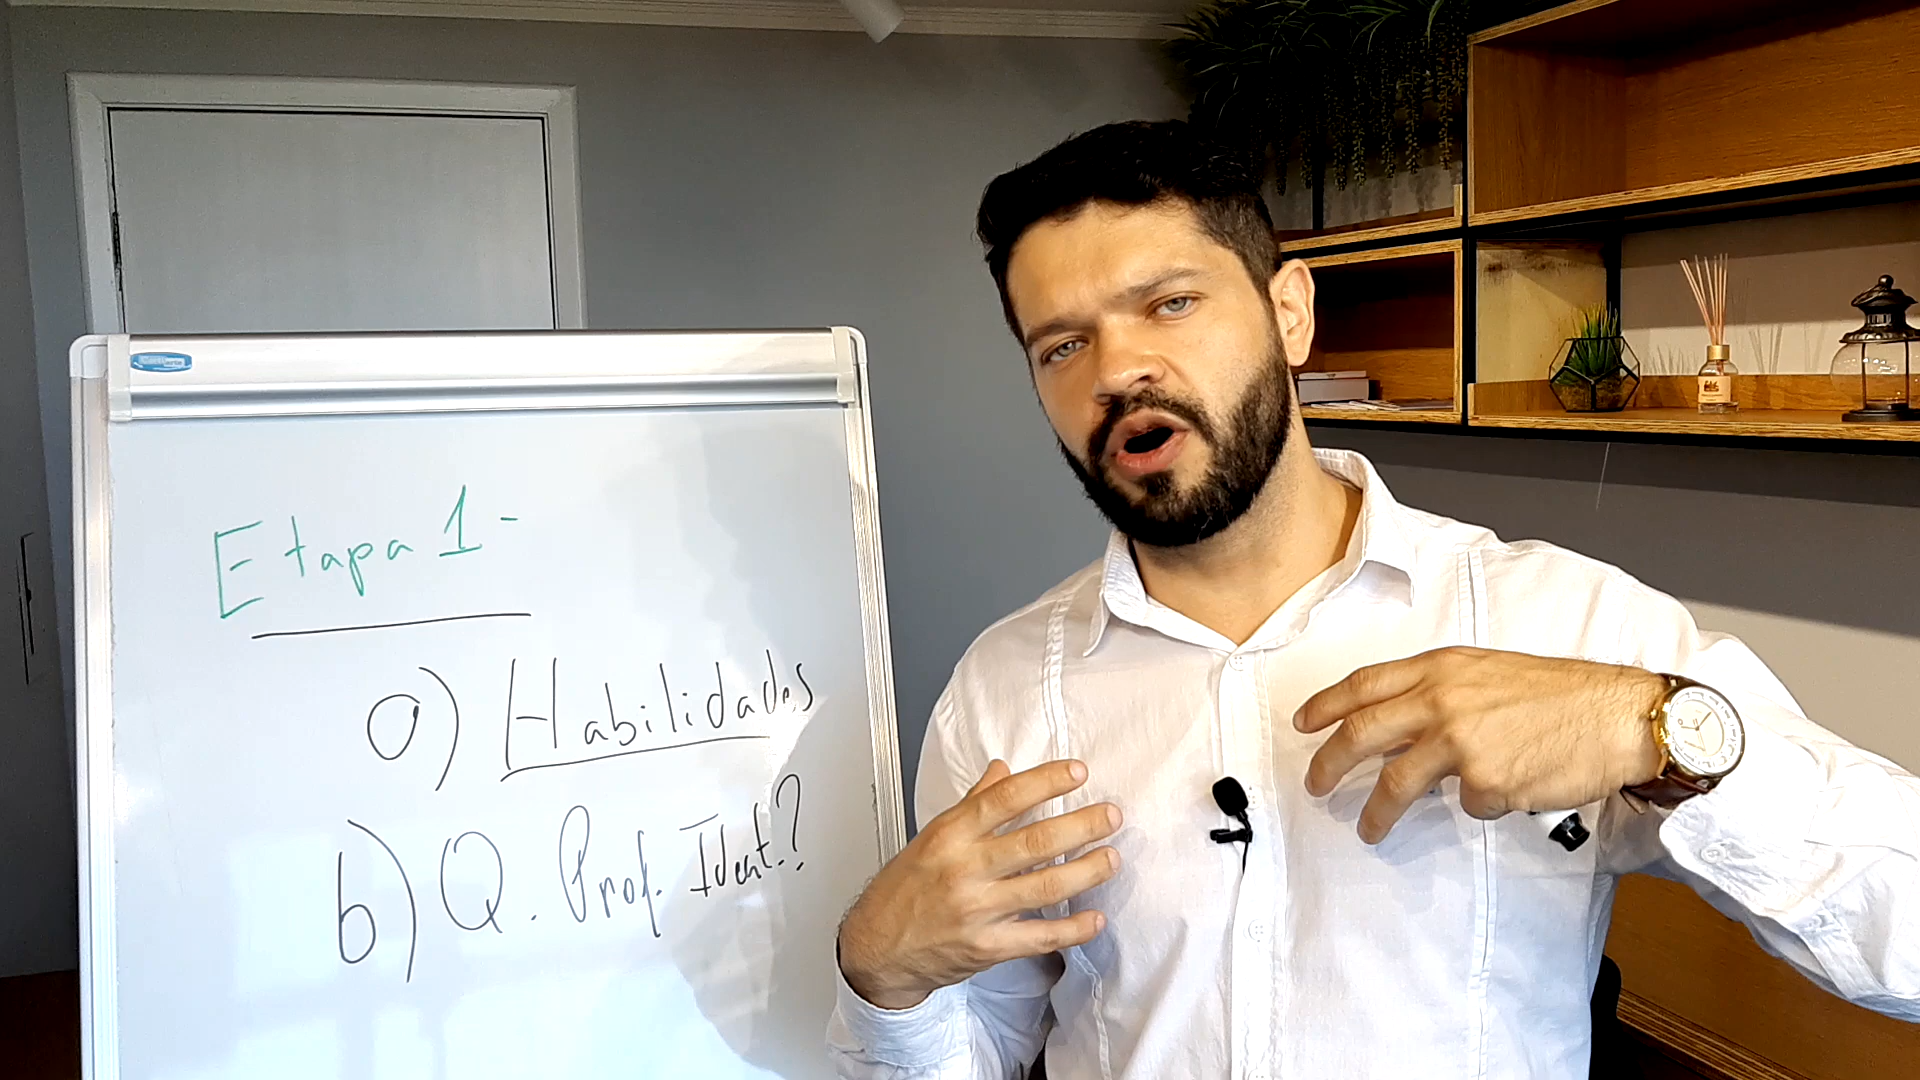 Etapa 1-
a) Habilidades
b) Q. Prof. Ident.?